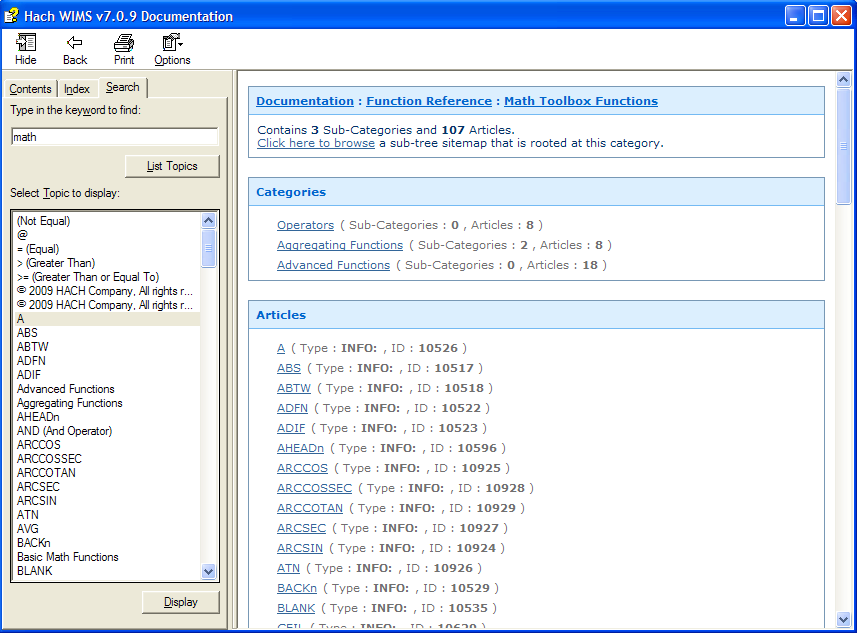 Hach WIMS v7.0.9 Documentation
Hide Back Print Options
Contents Index Search
Type in the keyword to find:
math
List Topics
Select Topic to display:
(Not Equal)
@
= (Equal)
> (Greater Than)
>= (Greater Than or Equal To)
© 2009 HACH Company, All rights r...
© 2009 HACH Company, All rights r...
A
ABS
ABTW
ADFN
ADIF
Advanced Functions
Aggregating Functions
AHEADn
AND (And Operator)
ARCCOS
ARCCOSSEC
ARCCOTAN
ARCSEC
ARCSIN
ATN
AVG
BACKn
Basic Math Functions
BLANK
Display
Documentation : Function Reference : Math Toolbox Functions
Contains 3 Sub-Categories and 107 Articles.
Click here to browse a sub-tree sitemap that is rooted at this category.
Categories
Operators ( Sub-Categories : 0 , Articles : 8 )
Aggregating Functions ( Sub-Categories : 2 , Articles : 8 )
Advanced Functions ( Sub-Categories : 0 , Articles : 18 )
Articles
A ( Type : INFO: , ID : 10526 )
ABS ( Type : INFO: , ID : 10517 )
ABTW ( Type : INFO: , ID : 10518 )
ADFN ( Type : INFO: , ID : 10522 )
ADIF ( Type : INFO: , ID : 10523 )
AHEADn ( Type : INFO: , ID : 10596 )
ARCCOS ( Type : INFO: , ID : 10925 )
ARCCOSSEC ( Type : INFO: , ID : 10928 )
ARCCOTAN ( Type : INFO: , ID : 10929 )
ARCSEC ( Type : INFO: , ID : 10927 )
ARCSIN ( Type : INFO: , ID : 10924 )
ATN ( Type : INFO: , ID : 10926 )
BACKn ( Type : INFO: , ID : 10529 )
BLANK ( Type : INFO: , ID : 10535 )